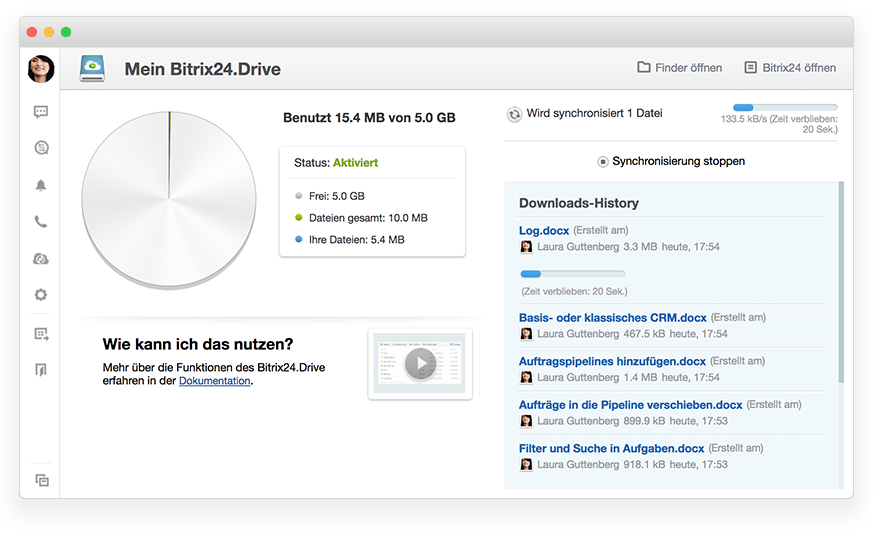 Mein Bitrix24.Drive
Finder öffnen
Bitrix24 öffnen
Benutzt 15.4 MB von 5.0 GB
Status: Aktiviert
Frei: 5.0 GB
Dateien gesamt: 10.0 MB
Ihre Dateien: 5.4 MB
Wie kann ich das nutzen?
Mehr über die Funktionen des Bitrix24.Drive
erfahren in der Dokumentation.
Wird synchronisiert 1 Datei
133.5 kB/s (Zeit verblieben:
20 Sek.)
Synchronisierung stoppen
Downloads-History
Log.docx (Erstellt am)
Laura Guttenberg 3.3 MB heute, 17:54
(Zeit verblieben: 20 Sek.)
Basis- oder klassisches CRM.docx (Erstellt am)
Laura Guttenberg 467.5 kB heute, 17:54
Auftragspipelines hinzufügen.docx (Erstellt am)
Laura Guttenberg 1.4 MB heute, 17:54
Aufträge in die Pipeline verschieben.docx (Erstellt am)
Laura Guttenberg 899.9 kB heute, 17:53
Filter und Suche in Aufgaben.docx (Erstellt am)
Laura Guttenberg 918.1 kB heute, 17:53